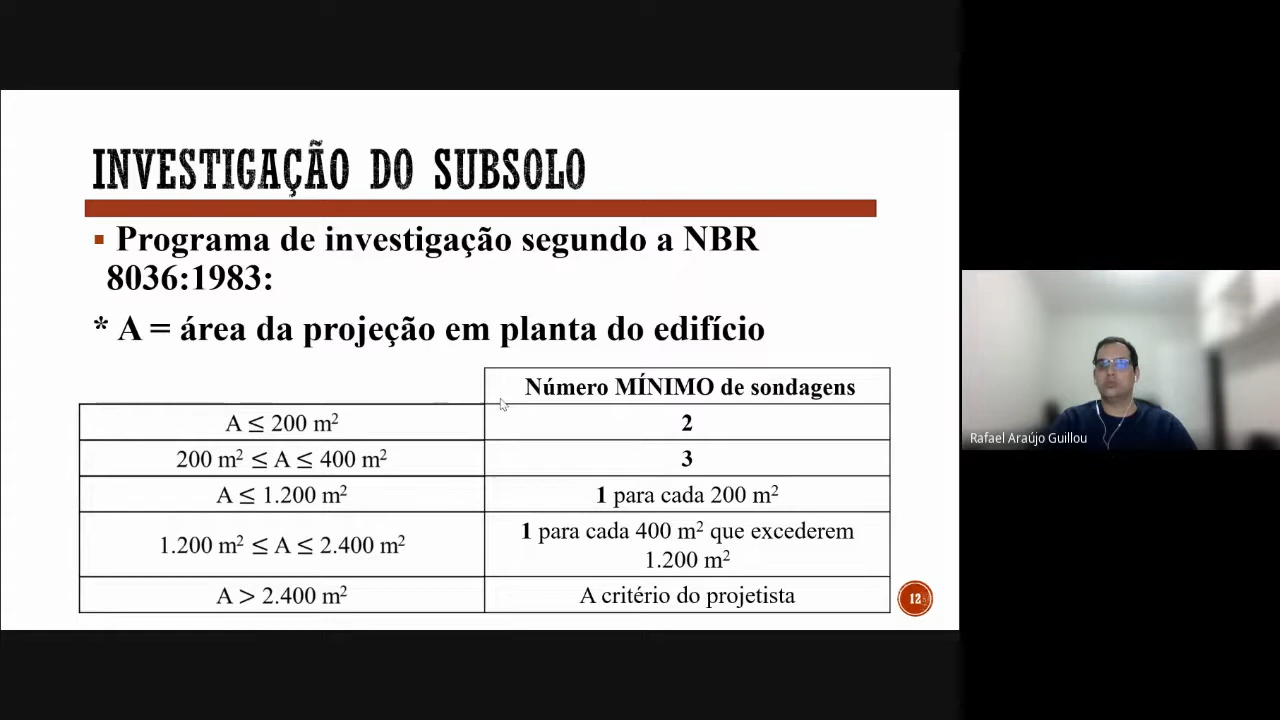 INVESTIGAÇÃO DO SUBSOLO
▪ Programa de investigação segundo a NBR
8036:1983:
* A = área da projeção em planta do edifício
Número MÍNIMO de sondagens
A ≤ 200 m²
2
200 m² ≤ A ≤ 400 m²
3
A ≤ 1.200 m²
1 para cada 200 m²
1.200 m² ≤ A ≤ 2.400 m²
1 para cada 400 m² que excederem
1.200 m²
A > 2.400 m²
A critério do projetista
12
Rafael Araújo Guillou